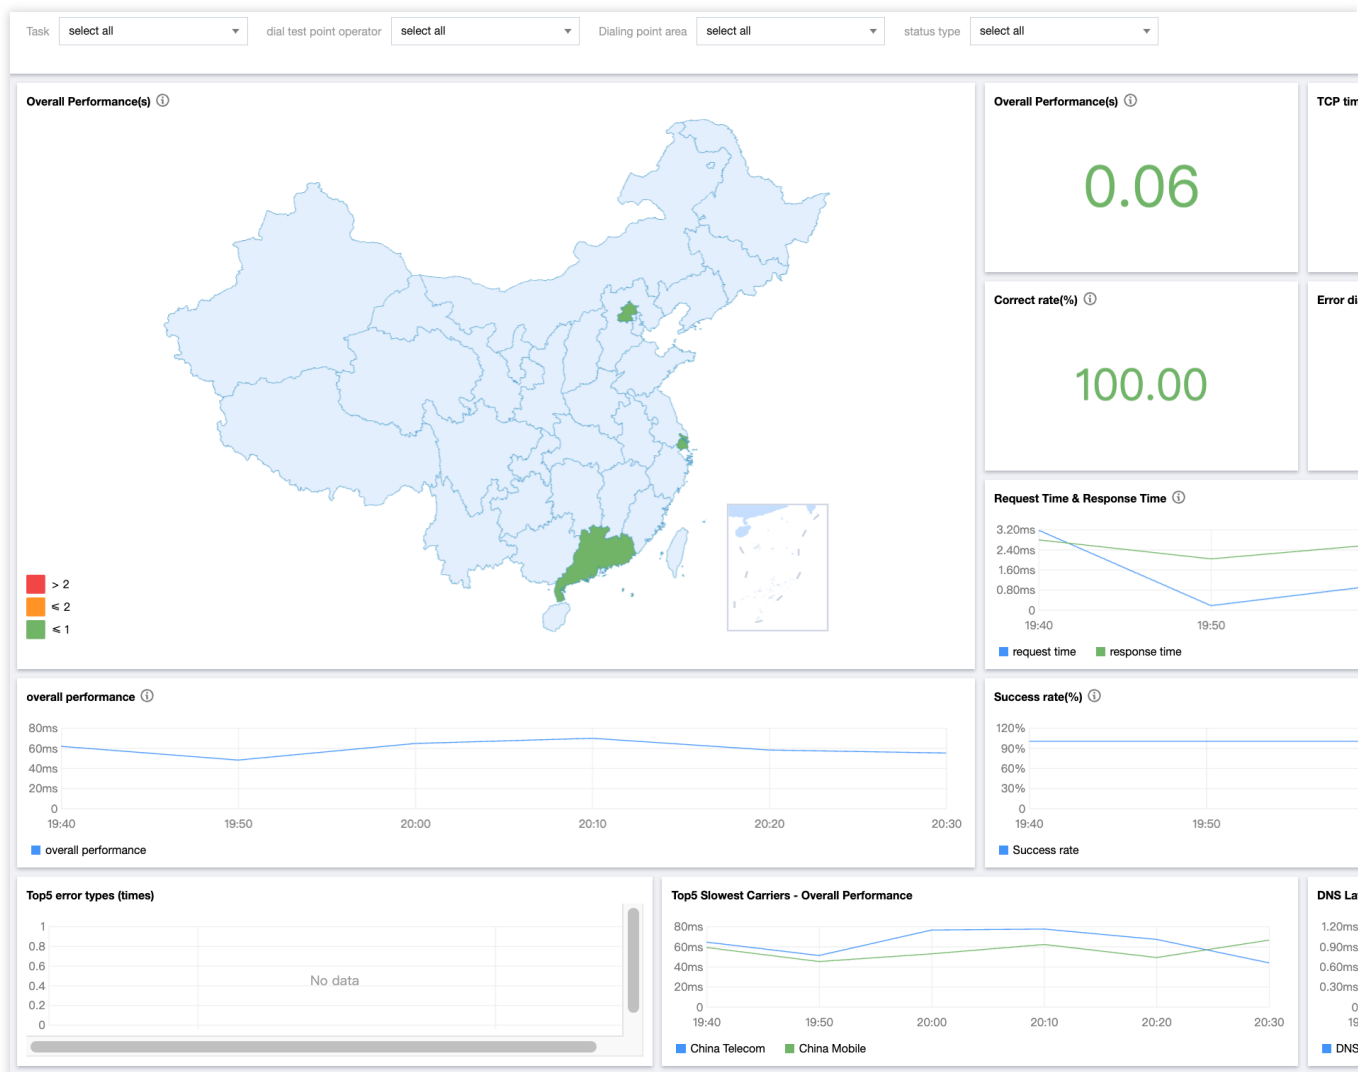 Task select all dial test point operator select all Dialing point area select all status type select all
Overall Performance(s)
> 2
≤ 2
≤ 1
Overall Performance(s)
0.06
TCP tim
Correct rate(%)
100.00
Error di
Request Time & Response Time
3.20ms
2.40ms
1.60ms
0.80ms
0
19:40 19:50
request time response time
overall performance
80ms
60ms
40ms
20ms
0
19:40 19:50 20:00 20:10 20:20 20:30
overall performance
Success rate(%)
120%
90%
60%
30%
0
19:40 19:50
Success rate
Top5 error types (times)
1
0.8
0.6
0.4
0.2
0
No data
Top5 Slowest Carriers - Overall Performance
80ms
60ms
40ms
20ms
0
19:40 19:50 20:00 20:10 20:20 20:30
China Telecom China Mobile
DNS La
1.20ms
0.90ms
0.60ms
0.30ms
0
19
DNS